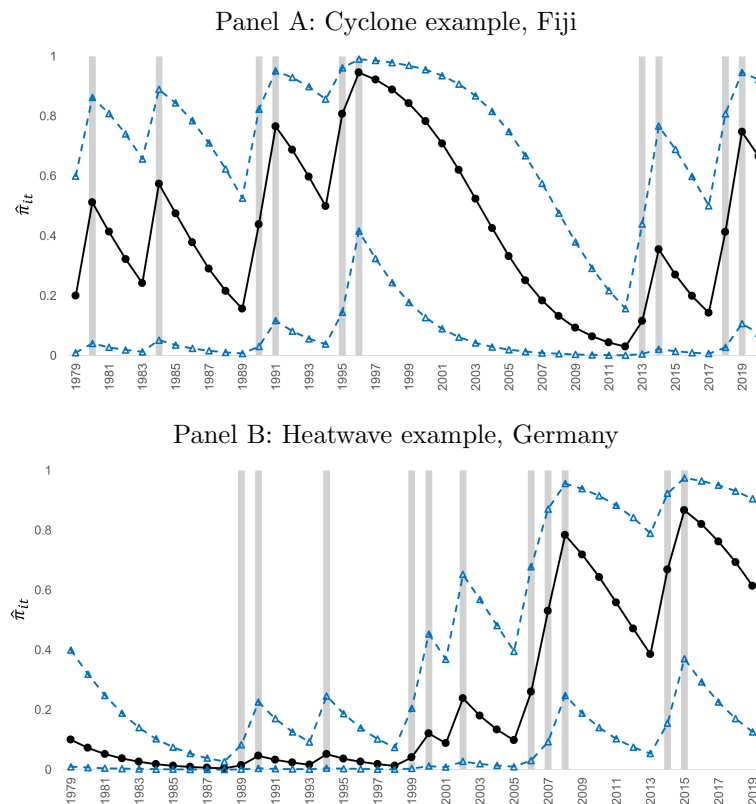 Panel A: Cyclone example, Fiji
1
0.8
0.6
0.4
0.2
0
π̂it
1979 1981 1983 1985 1987 1989 1991 1993 1995 1997 1999 2001 2003 2005 2007 2009 2011 2013 2015 2017 2019
Panel B: Heatwave example, Germany
1
0.8
0.6
0.4
0.2
0
π̂it
1979 1981 1983 1985 1987 1989 1991 1993 1995 1997 1999 2001 2003 2005 2007 2009 2011 2013 2015 2017 2019